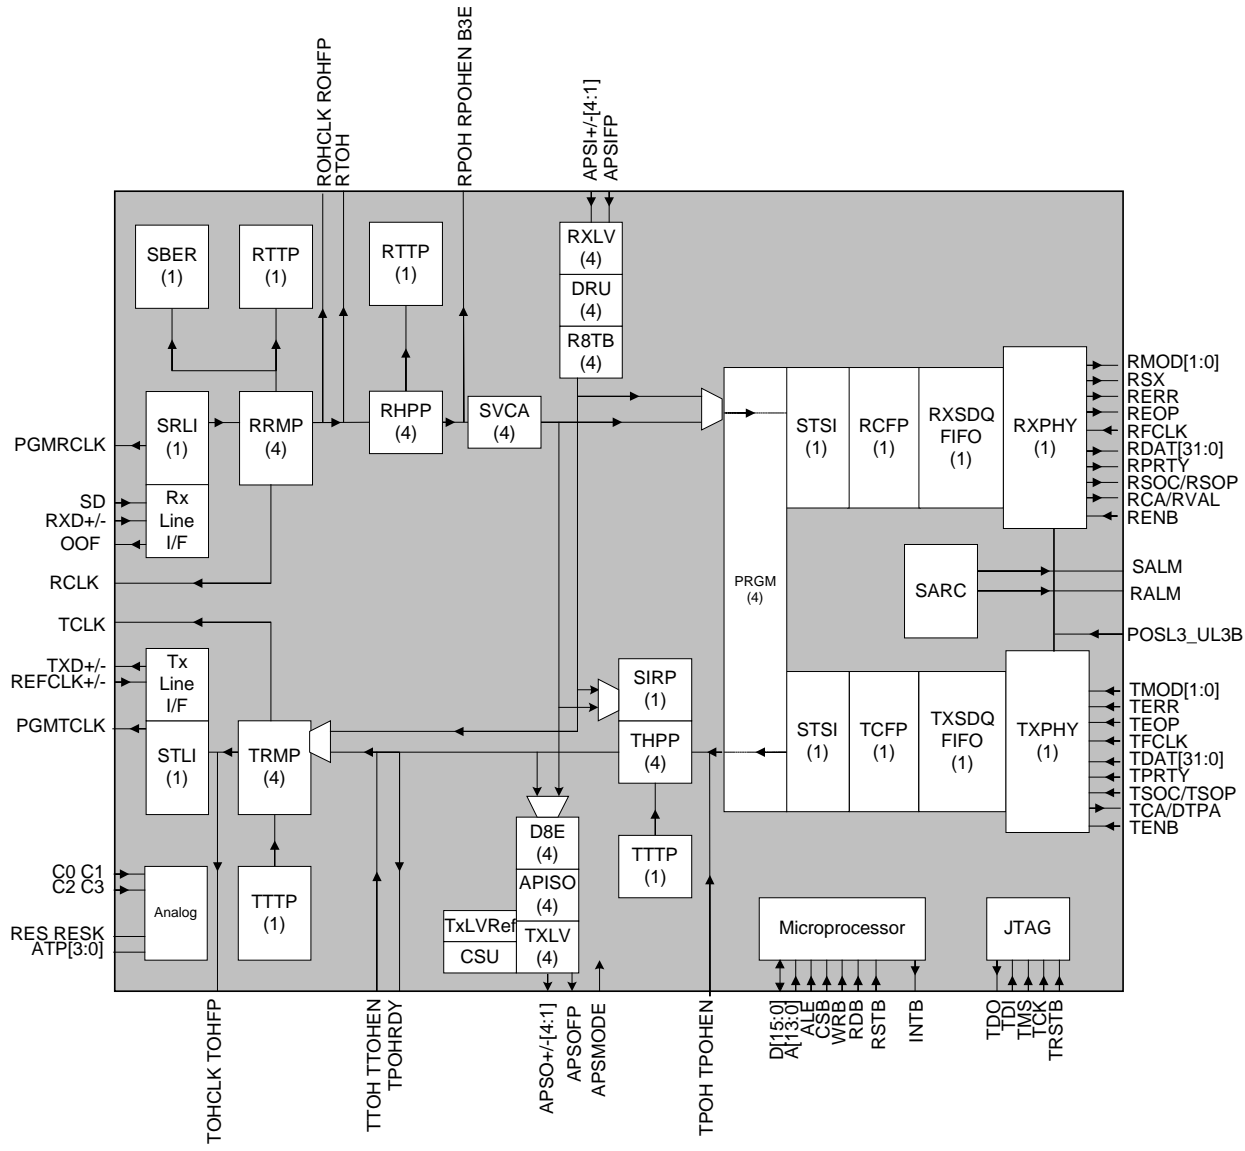 ROHCLK ROHFP
RTOH
RPOH RPOHEN B3E
APSI+/-[4:1]
APSIFP
SBER
(1)
RTTP
(1)
RTTP
(1)
RXLV
(4)
DRU
(4)
R8TB
(4)
SRLI
(1)
Rx
Line
I/F
RRMP
(4)
RHPP
(4)
SVCA
(4)
PGMRCLK
SD
RXD+/-
OOF
RCLK
TCLK
TXD+/-
REFCLK+/-
PGMTCLK
PRGM
(4)
STSI
(1)
RCFP
(1)
RXSDQ
FIFO
(1)
RXPHY
(1)
RMOD[1:0]
RSX
RERR
REOP
RFCLK
RDAT[31:0]
RPRTY
RSOC/RSOP
RCA/RVAL
RENB
SARC
(1)
SALM
RALM
POSL3_UL3B
Tx
Line
I/F
STLI
(1)
TRMP
(4)
SIRP
(1)
THPP
(4)
STSI
(1)
TCFP
(1)
TXSDQ
FIFO
(1)
TXPHY
(1)
TMOD[1:0]
TERR
TEOP
TFCLK
TDAT[31:0]
TPRTY
TSOC/TSOP
TCA/DTPA
TENB
C0 C1
C2 C3
RES RESK
ATP[3:0]
Analog
TTTP
(1)
D8E
(4)
APISO
(4)
TXLV
(4)
TxLVRef
CSU
TTTP
(1)
Microprocessor
JTAG
TOHCLK TOHFP
TTOH TTOHEN
TPOHRDY
APSO+/-[4:1]
APSOFP
APSMODE
TPOH TPOHEN
D[15:0]
A[13:0]
ALE
CSB
WRB
RDB
RSTB
INTB
TDO
TDI
TMS
TCK
TRSTB